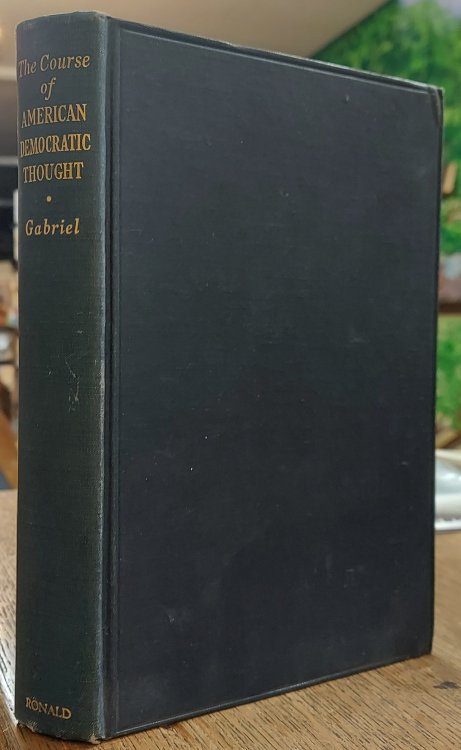 The Course
of
AMERICAN
DEMOCRATIC
THOUGHT
•
Gabriel
RONALD